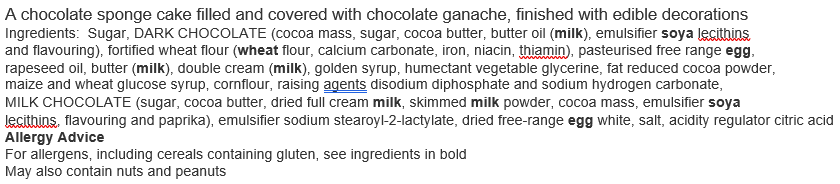 A chocolate sponge cake filled and covered with chocolate ganache, finished with edible decorations
Ingredients:  Sugar, DARK CHOCOLATE (cocoa mass, sugar, cocoa butter, butter oil (milk), emulsifier soya lecithins
and flavouring), fortified wheat flour (wheat flour, calcium carbonate, iron, niacin, thiamin), pasteurised free range egg,
rapeseed oil, butter (milk), double cream (milk), golden syrup, humectant vegetable glycerine, fat reduced cocoa powder,
maize and wheat glucose syrup, cornflour, raising agents disodium diphosphate and sodium hydrogen carbonate,
MILK CHOCOLATE (sugar, cocoa butter, dried full cream milk, skimmed milk powder, cocoa mass, emulsifier soya
lecithins, flavouring and paprika), emulsifier sodium stearoyl-2-lactylate, dried free-range egg white, salt, acidity regulator citric acid
Allergy Advice
For allergens, including cereals containing gluten, see ingredients in bold
May also contain nuts and peanuts